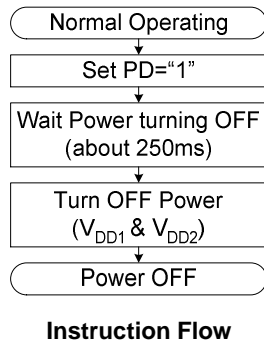 Normal Operating
Set PD=“1”
Wait Power turning OFF
(about 250ms)
Turn OFF Power
(VDD1 & VDD2)
Power OFF
Instruction Flow